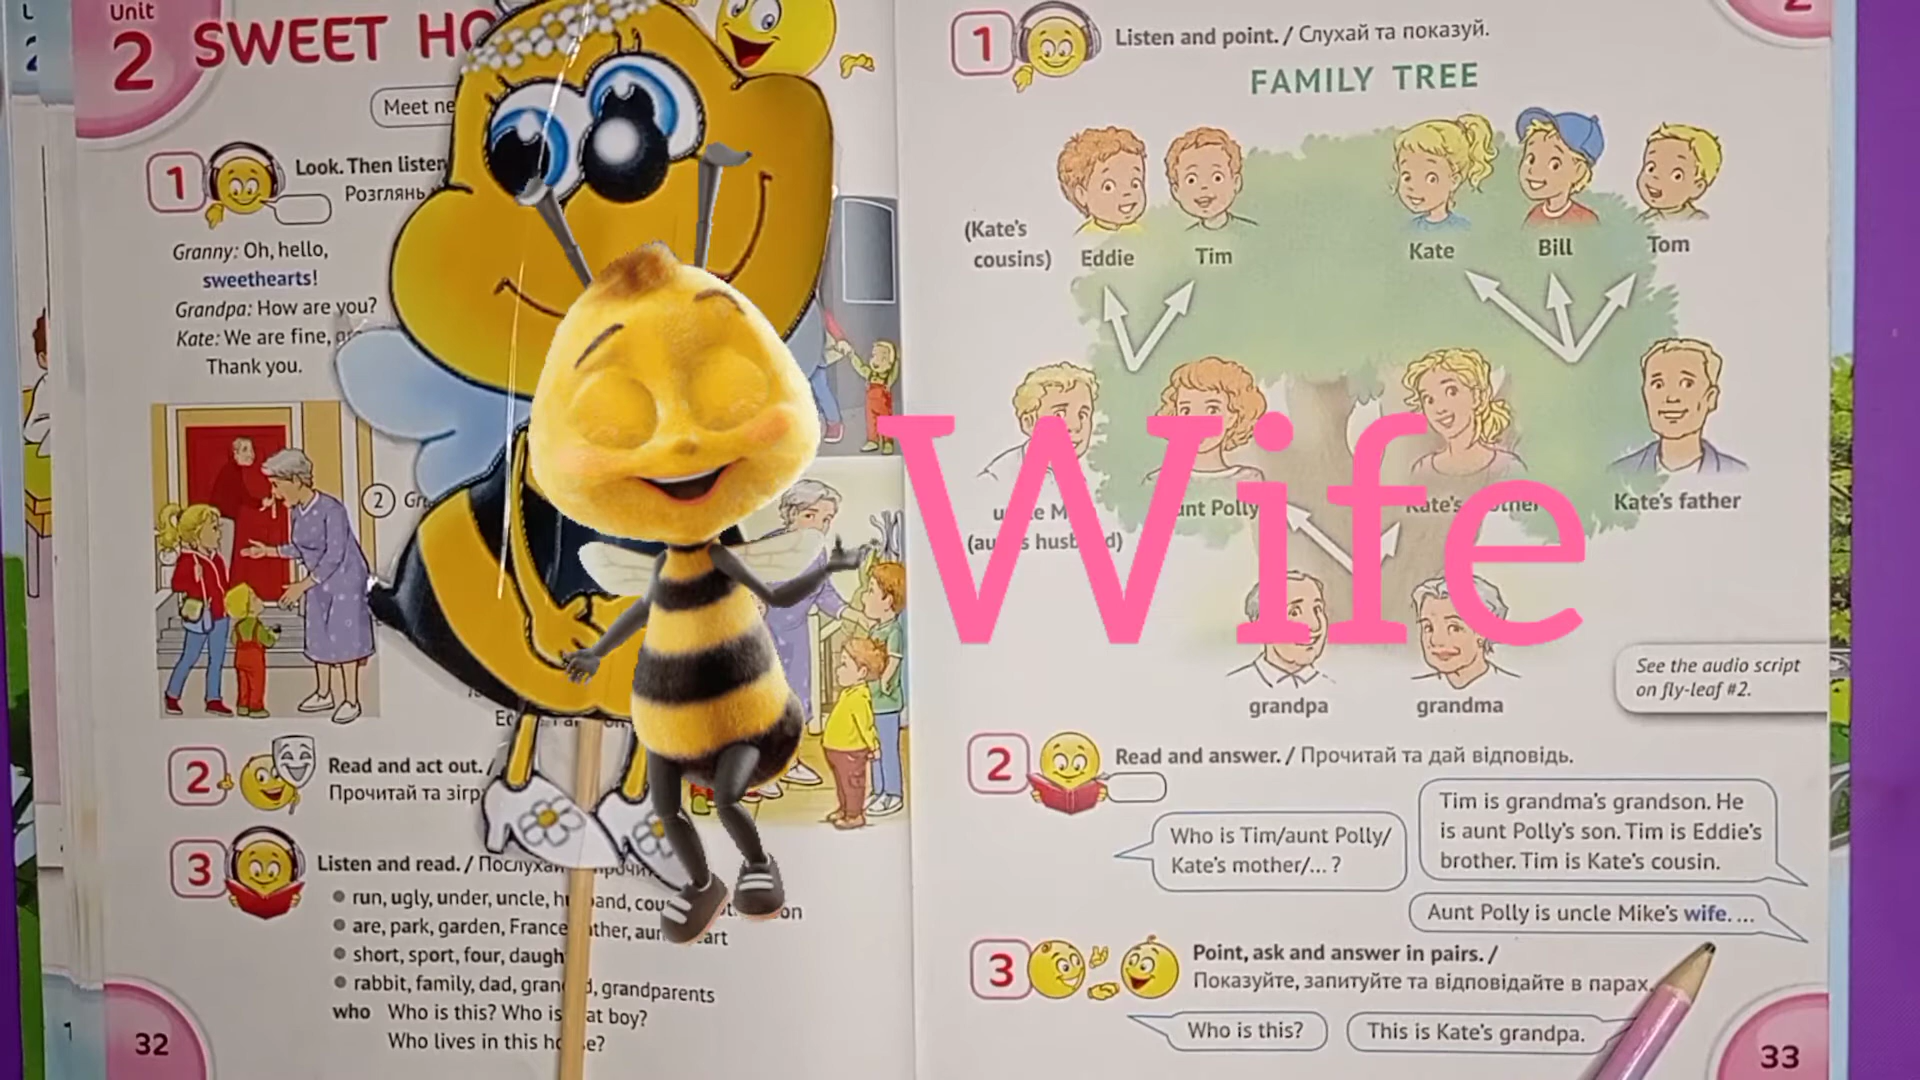 Unit
2 SWEET
Meet
1 Look. Then listen
Розглянь
Granny: Oh, hello,
sweethearts!
Grandpa: How are you?
Kate: We are fine,
Thank you.
2
2 Read and act out. /
Прочитай та
3 Listen and read. /
run, ugly, under, uncle,
are, park, garden, France
short, sport, four,
rabbit, family, dad, grandparents
who Who is this? Who is boy?
Who lives in this
32
1 Listen and point. / Слухай та показуй.
FAMILY TREE
(Kate's
cousins) Eddie Tim Kate Bill Tom
Wife
Polly Kate's father
grandpa grandma
See the audio script
on fly-leaf #2.
2 Read and answer. / Прочитай та дай відповідь.
Who is Tim/aunt Polly/
Kate's mother/... ?
Tim is grandma's grandson. He
is aunt Polly's son. Tim is Eddie's
brother. Tim is Kate's cousin.
Aunt Polly is uncle Mike's wife. ...
3 Point, ask and answer in pairs. /
Показуйте, запитуйте та відповідайте в парах.
Who is this? This is Kate's grandpa.
33